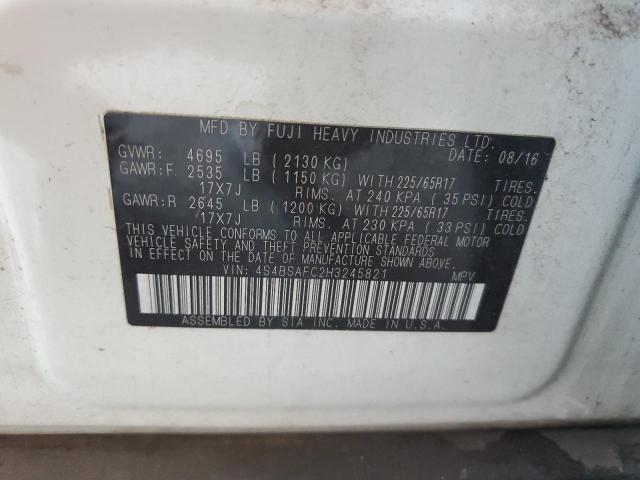 MFD BY FUJI HEAVY INDUSTRIES LTD.
GVWR: 4695 LB (2130 KG) DATE: 08/16
GAWR:F 2535 LB (1150 KG) WITH 225/65R17 TIRES.
17X7J RIMS. AT 240 KPA (35 PSI) COLD
GAWR:R 2645 LB (1200 KG) WITH 225/65R17 TIRES.
17X7J RIMS. AT 230 KPA (33 PSI) COLD
THIS VEHICLE CONFORMS TO ALL APPLICABLE FEDERAL MOTOR
VEHICLE SAFETY AND THEFT PREVENTION STANDARDS
IN EFFECT ON THE DATE OF MANUFACTURE SHOWN ABOVE.
VIN: 4S4BSAFC2H3245821 MPV
ASSEMBLED BY SIA INC. MADE IN U.S.A.